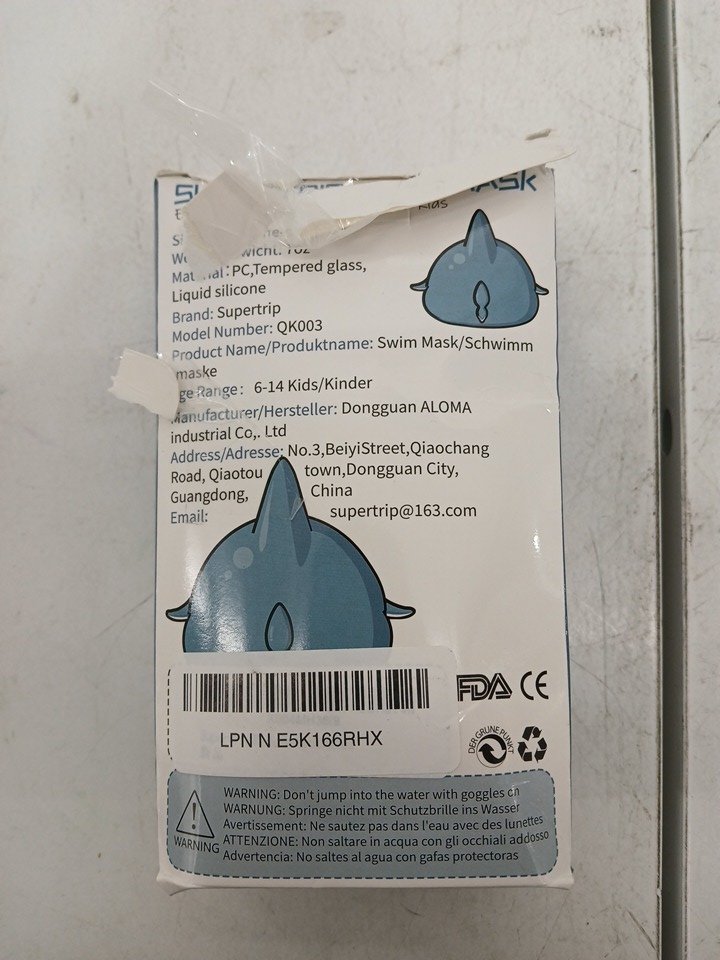 ask
Kids
Material: PC,Tempered glass,
Liquid silicone
Brand: Supertrip
Model Number: QK003
Product Name/Produktname: Swim Mask/Schwimm
maske
ge Range: 6-14 Kids/Kinder
Manufacturer/Hersteller: Dongguan ALOMA
industrial Co,. Ltd
Address/Adresse: No.3,BeiyiStreet,Qiaochang
Road, Qiaotou town,Dongguan City,
Guangdong, China
Email: supertrip@163.com
FDA CE
LPN N E5K166RHX
DER GRÜNE PUNKT
WARNING: Don't jump into the water with goggles on
WARNUNG: Springe nicht mit Schutzbrille ins Wasser
Avertissement: Ne sautez pas dans l'eau avec des lunettes
ATTENZIONE: Non saltare in acqua con gli occhiali addosso
Advertencia: No saltes al agua con gafas protectoras
WARNING